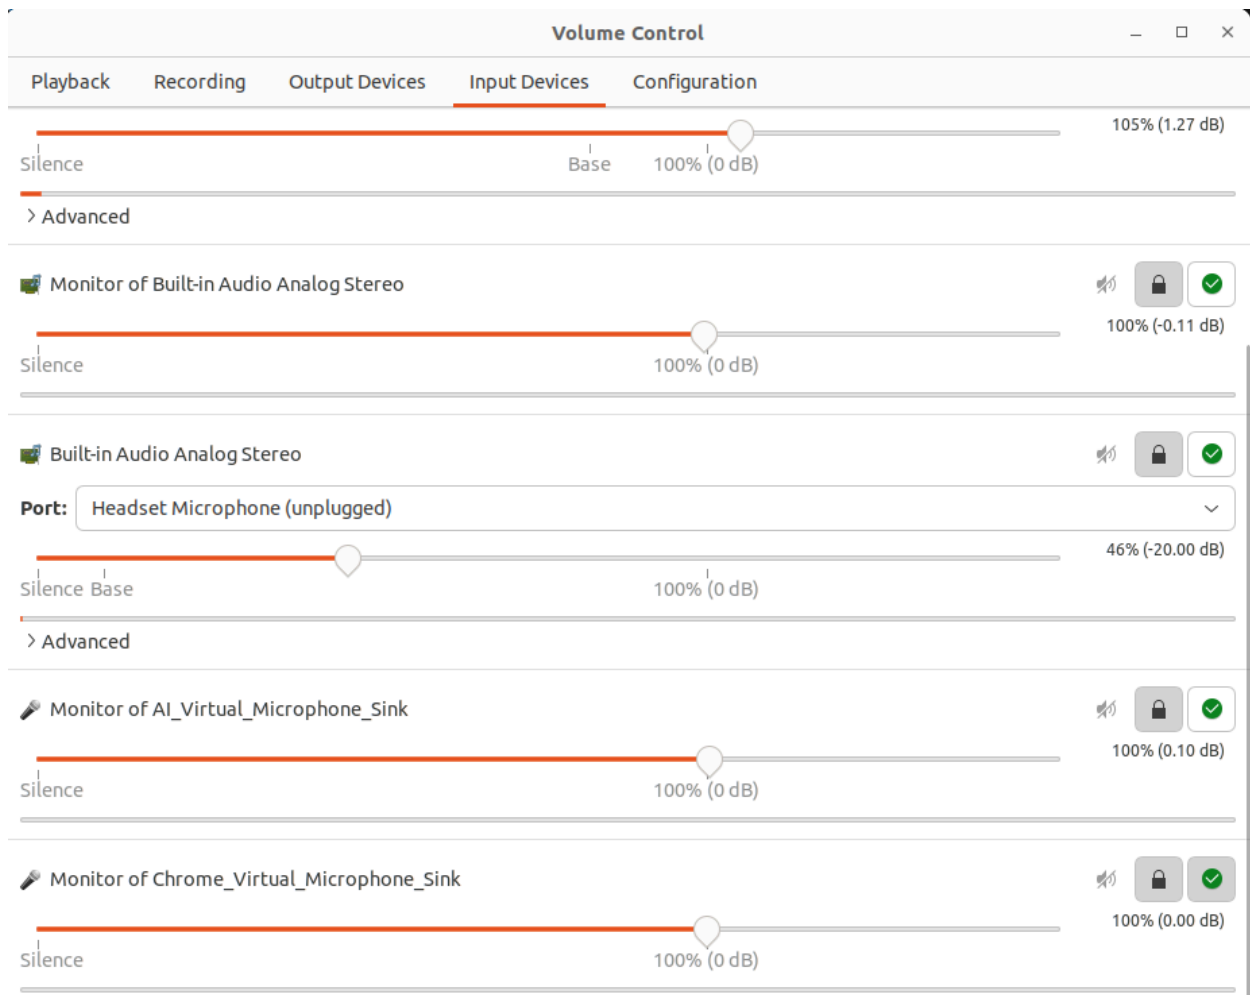 Volume Control
Playback Recording Output Devices Input Devices Configuration
105% (1.27 dB)
Silence Base 100% (0 dB)
Advanced
Monitor of Built-in Audio Analog Stereo
100% (-0.11 dB)
Silence 100% (0 dB)
Built-in Audio Analog Stereo
Port: Headset Microphone (unplugged)
46% (-20.00 dB)
Silence Base 100% (0 dB)
Advanced
Monitor of AI_Virtual_Microphone_Sink
100% (0.10 dB)
Silence 100% (0 dB)
Monitor of Chrome_Virtual_Microphone_Sink
100% (0.00 dB)
Silence 100% (0 dB)